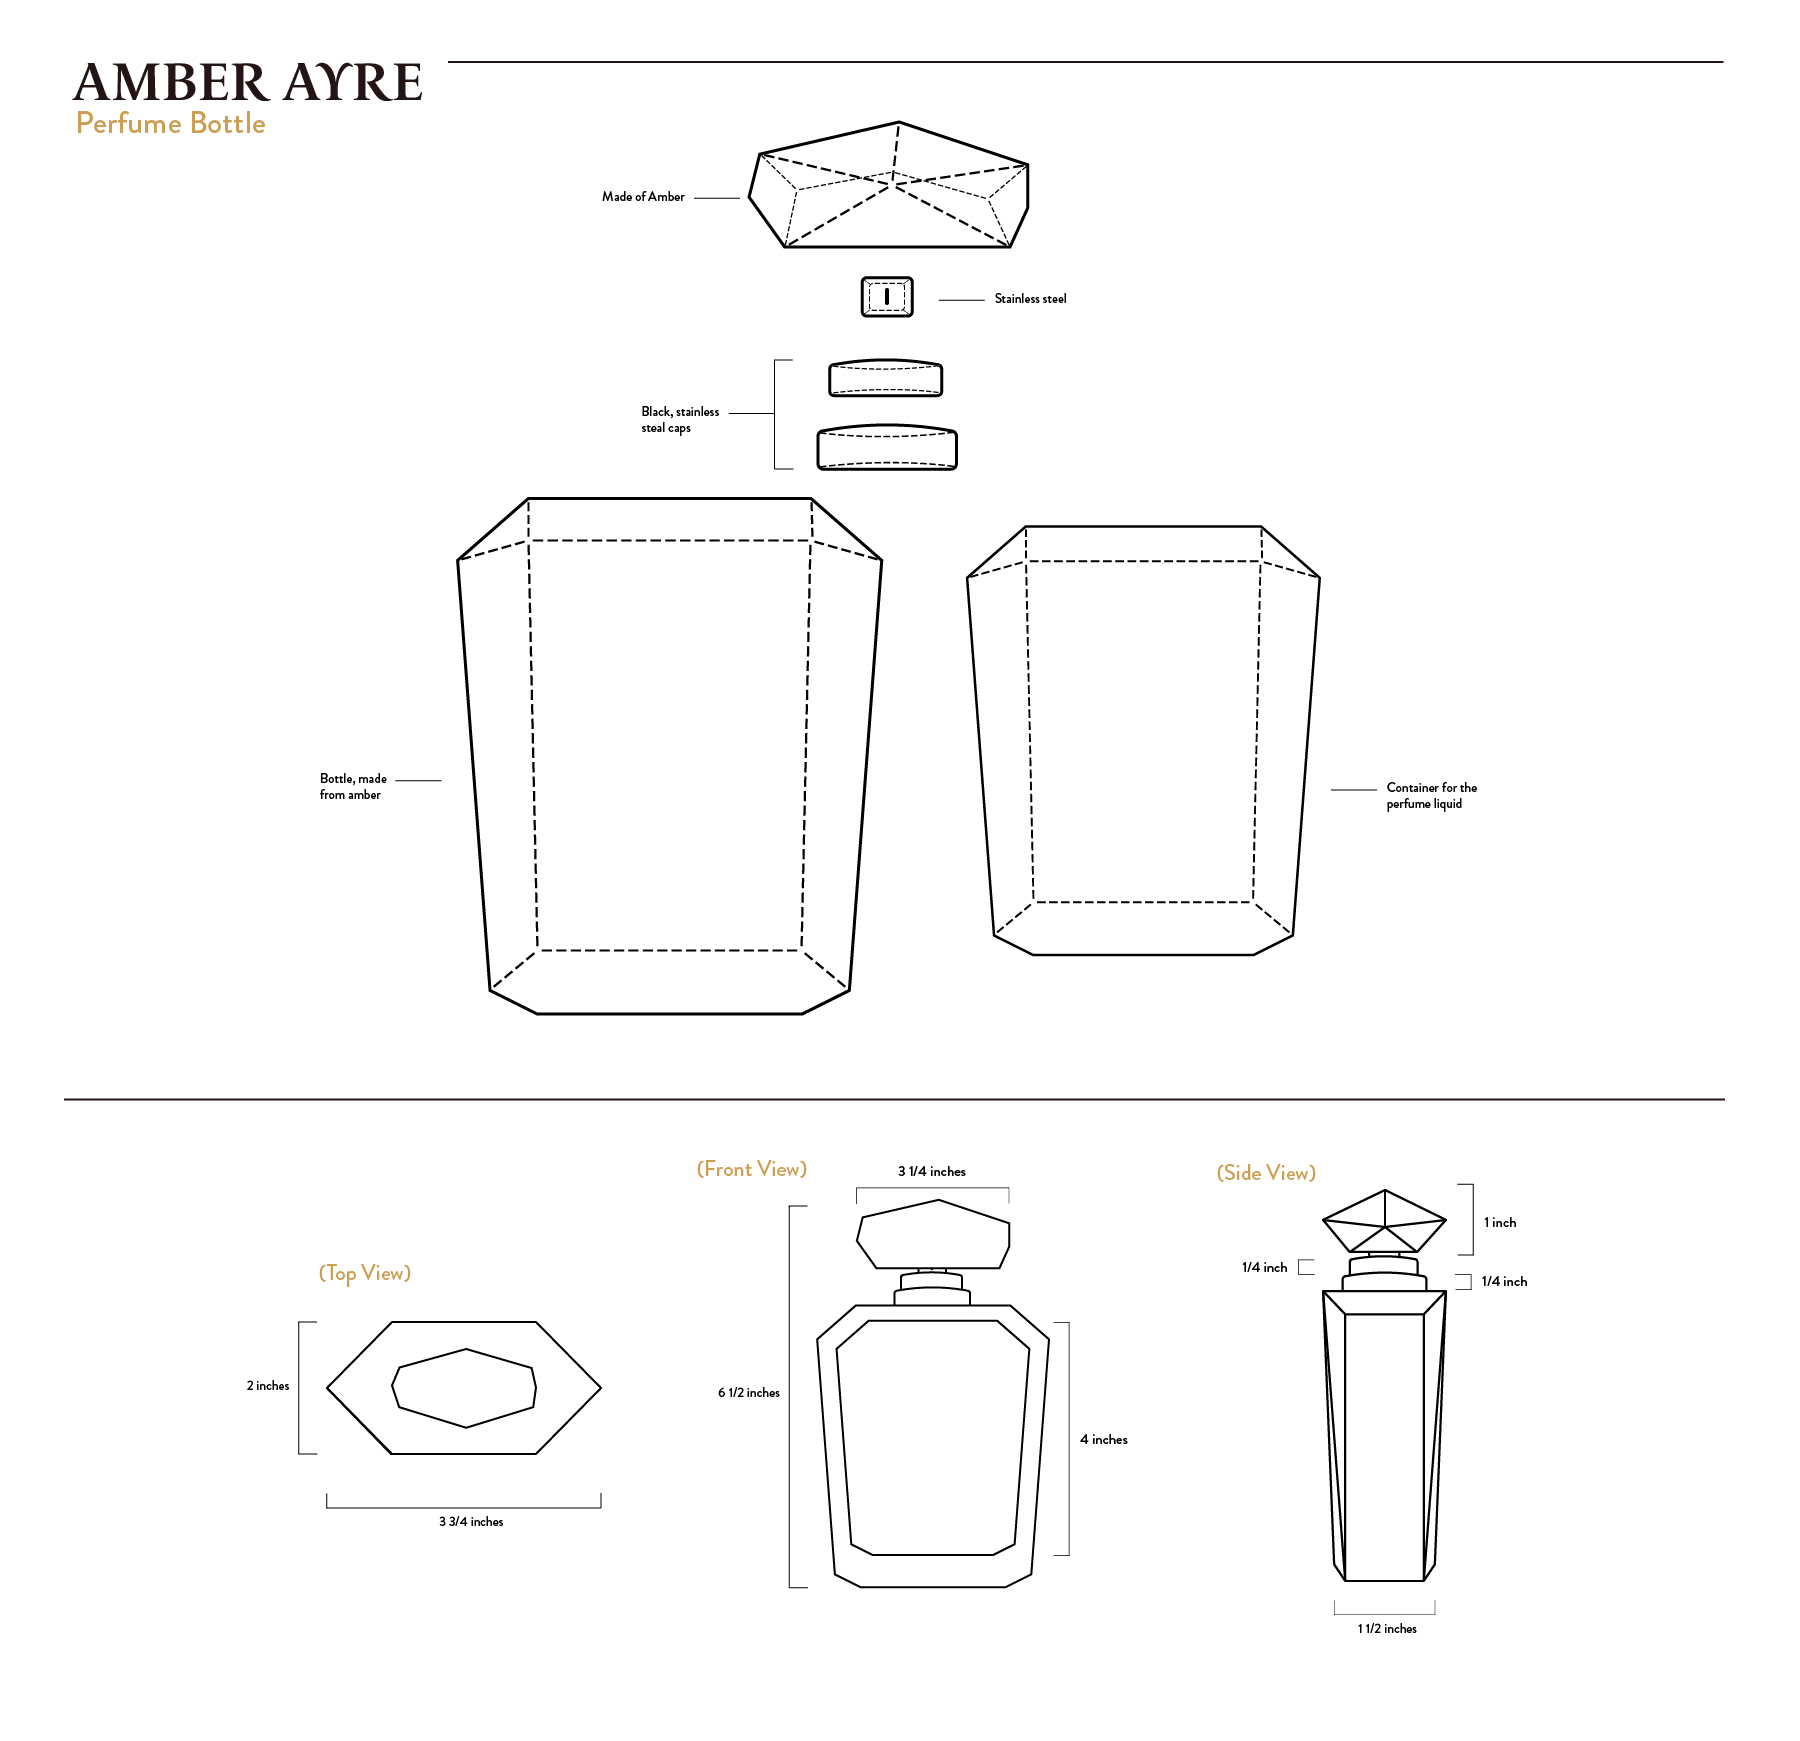 AMBER AYRE
Perfume Bottle
Made of Amber
Stainless steel
Black, stainless
steal caps
Bottle, made
from amber
Container for the
perfume liquid
(Top View)
2 inches
3 3/4 inches
(Front View)
3 1/4 inches
6 1/2 inches
4 inches
(Side View)
1 inch
1/4 inch
1/4 inch
1 1/2 inches